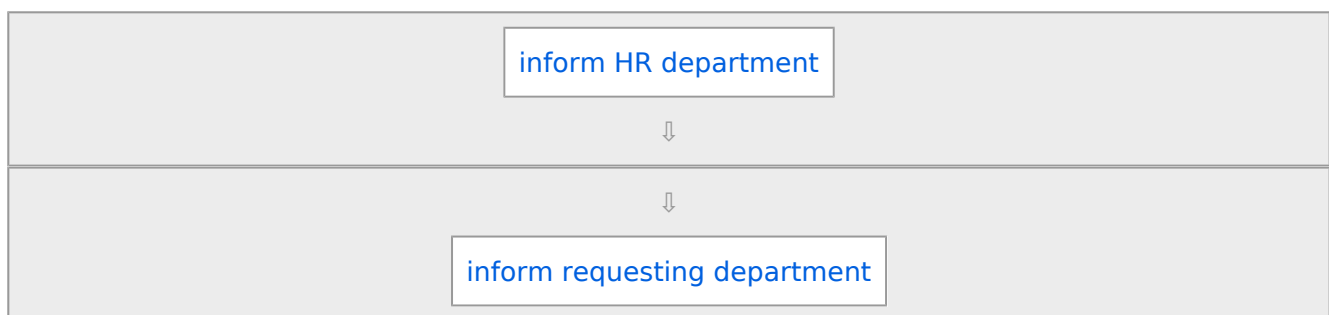 inform HR department
⇩
⇩
inform requesting department